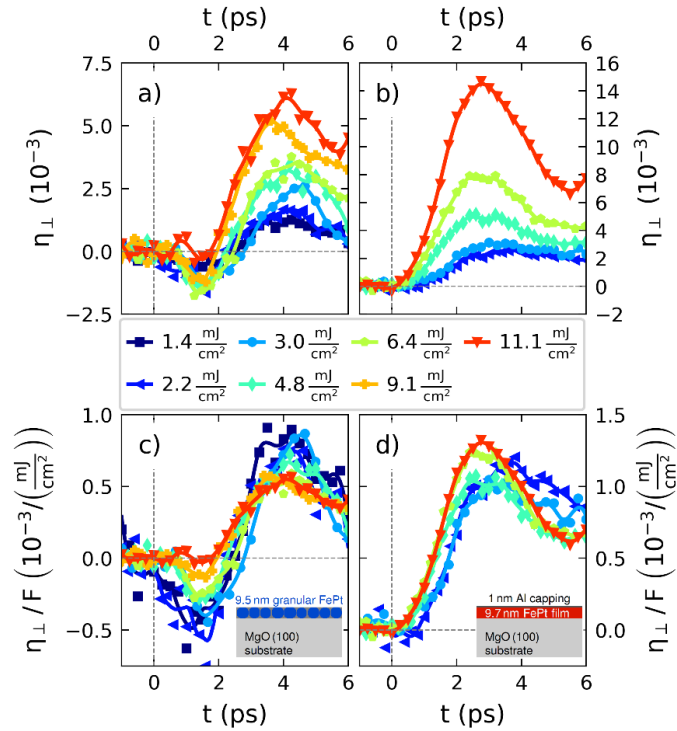 t (ps) t (ps)
0 2 4 6 0 2 4 6
a) b)
7.5
5.0
2.5
0.0
−2.5
η⊥ (10⁻³)
16
14
12
10
8
6
4
2
0
−2
η⊥ (10⁻³)
1.4 mJ/cm² 3.0 mJ/cm² 6.4 mJ/cm² 11.1 mJ/cm²
2.2 mJ/cm² 4.8 mJ/cm² 9.1 mJ/cm²
c) d)
1.0
0.5
0.0
−0.5
η⊥ / F (10⁻³/(mJ/cm²))
1.5
1.0
0.5
0.0
η⊥ / F (10⁻³/(mJ/cm²))
9.5 nm granular FePt
MgO (100)
substrate
1 nm Al capping
9.7 nm FePt film
MgO (100)
substrate
0 2 4 6 0 2 4 6
t (ps) t (ps)